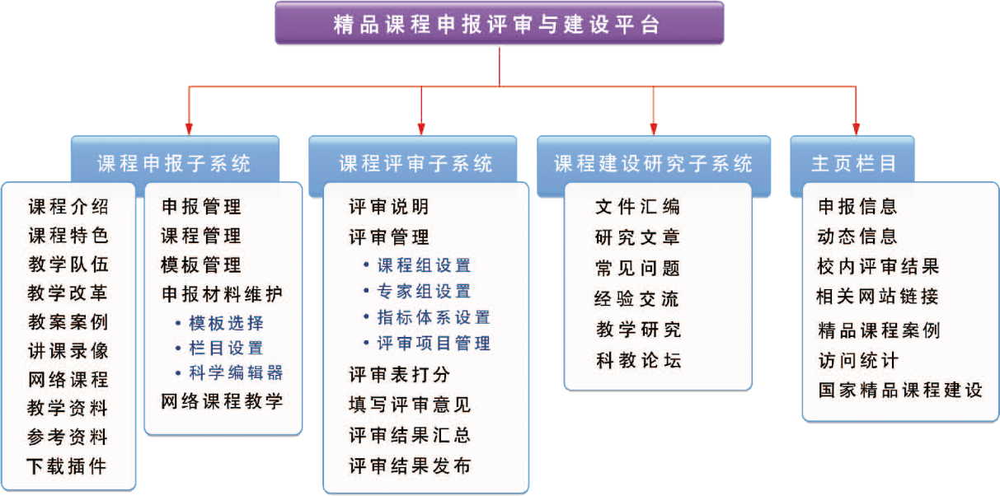 精品课程申报评审与建设平台
课程申报子系统
课程介绍
课程特色
教学队伍
教学改革
教案案例
讲课录像
网络课程
教学资料
参考资料
下载插件
申报管理
课程管理
模板管理
申报材料维护
• 模板选择
• 栏目设置
• 科学编辑器
网络课程教学
课程评审子系统
评审说明
评审管理
• 课程组设置
• 专家组设置
• 指标体系设置
• 评审项目管理
评审表打分
填写评审意见
评审结果汇总
评审结果发布
课程建设研究子系统
文件汇编
研究文章
常见问题
经验交流
教学研究
科教论坛
主页栏目
申报信息
动态信息
校内评审结果
相关网站链接
精品课程案例
访问统计
国家精品课程建设